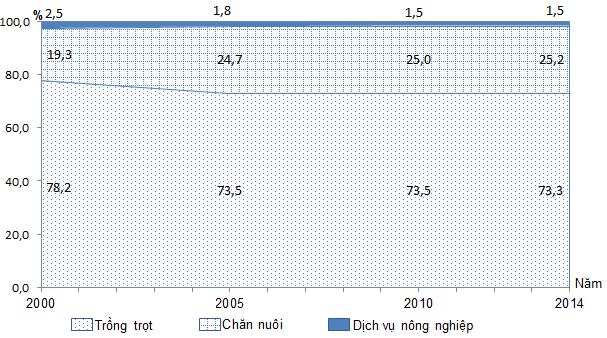 % 2,5 1,8 1,5 1,5
100,0
19,3 24,7 25,0 25,2
80,0
60,0
78,2 73,5 73,5 73,3
40,0
20,0
0,0
Năm
2000 2005 2010 2014
Trồng trọt Chăn nuôi Dịch vụ nông nghiệp